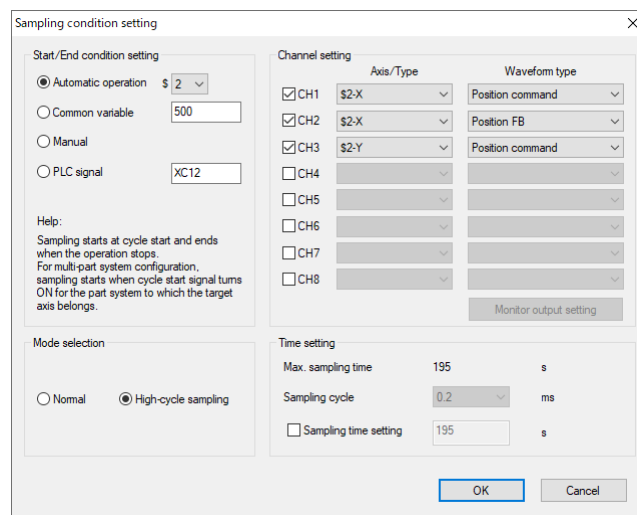 Sampling condition setting
Start/End condition setting
Automatic operation $ 2
Common variable 500
Manual
PLC signal XC12
Help:
Sampling starts at cycle start and ends
when the operation stops.
For multi-part system configuration,
sampling starts when cycle start signal turns
ON for the part system to which the target
axis belongs.
Channel setting
Axis/Type Waveform type
CH1 $2-X Position command
CH2 $2-X Position FB
CH3 $2-Y Position command
CH4
CH5
CH6
CH7
CH8
Monitor output setting
Mode selection
Normal High-cycle sampling
Time setting
Max. sampling time 195 s
Sampling cycle 0.2 ms
Sampling time setting 195 s
OK Cancel